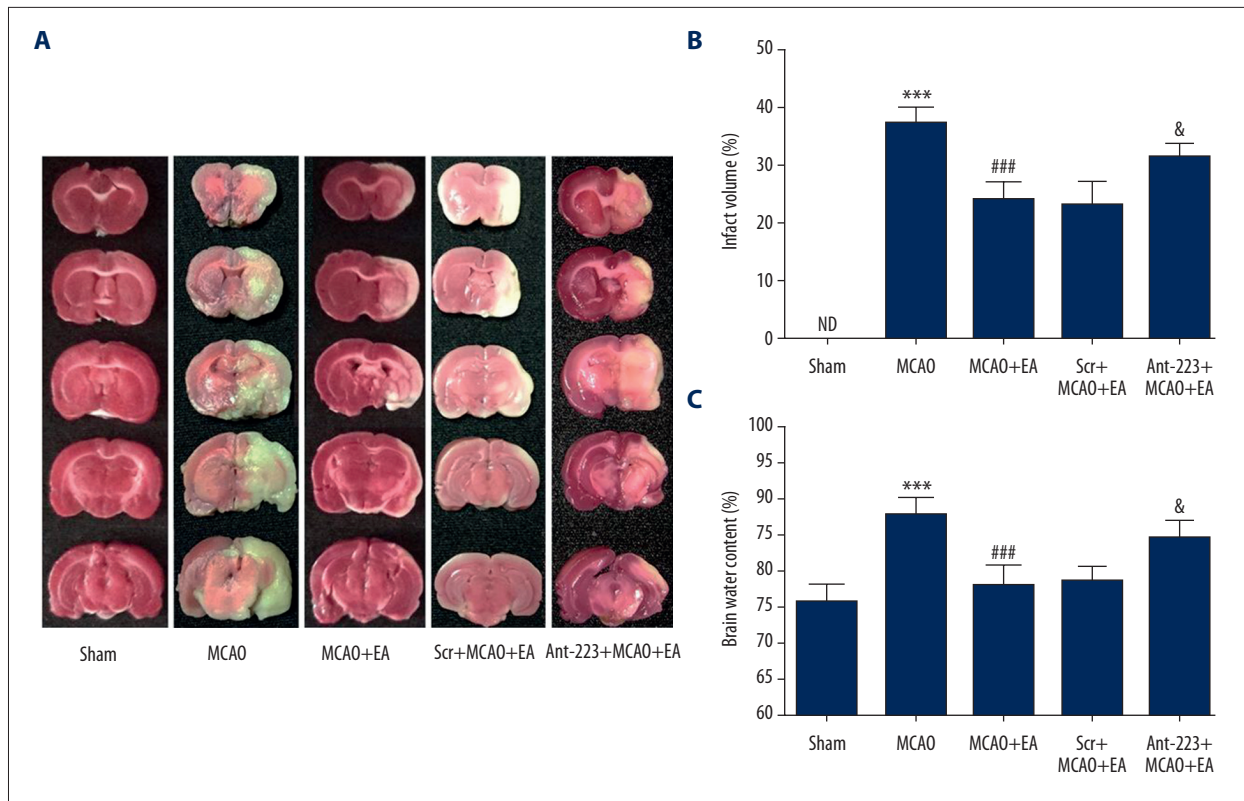 A
Sham
MCAO
MCAO+EA
Scr+MCAO+EA
Ant-223+MCAO+EA
B
Infact volume (%)
50
40
30
20
10
0
ND
***
###
&
Sham
MCAO
MCAO+EA
Scr+
MCAO+EA
Ant-223+
MCAO+EA
C
Brain water content (%)
100
95
90
85
80
75
70
65
60
***
###
&
Sham
MCAO
MCAO+EA
Scr+
MCAO+EA
Ant-223+
MCAO+EA